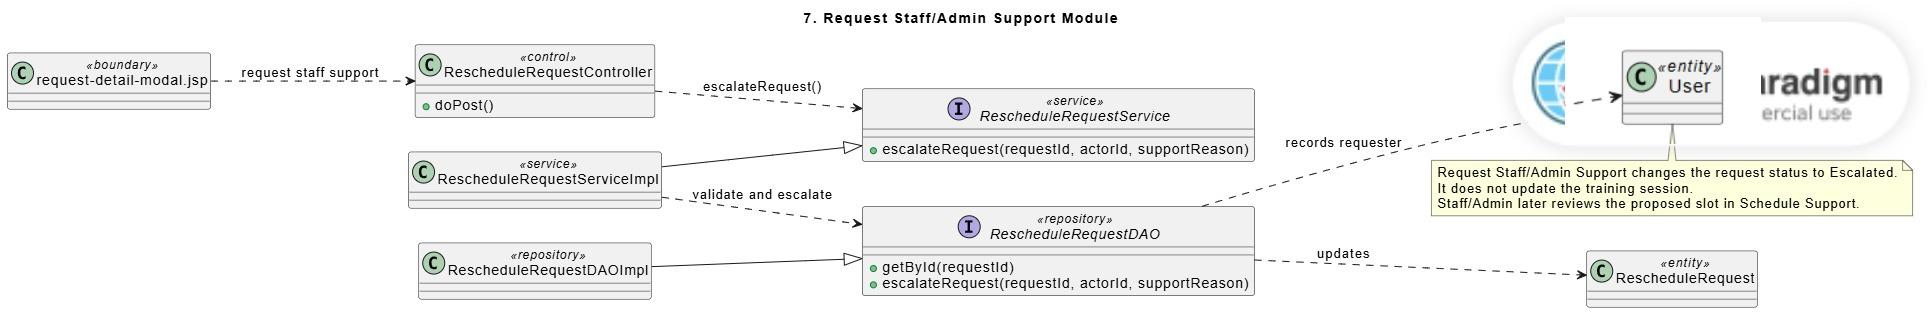 7. Request Staff/Admin Support Module
C «boundary»
request-detail-modal.jsp
request staff support
C «control»
RescheduleRequestController
doPost()
escalateRequest()
I «service»
RescheduleRequestService
escalateRequest(requestId, actorId, supportReason)
C «service»
RescheduleRequestServiceImpl
validate and escalate
I «repository»
RescheduleRequestDAO
getById(requestId)
escalateRequest(requestId, actorId, supportReason)
C «repository»
RescheduleRequestDAOImpl
records requester
C «entity»
User
aradigm
ercial use
Request Staff/Admin Support changes the request status to Escalated.
It does not update the training session.
Staff/Admin later reviews the proposed slot in Schedule Support.
updates
C «entity»
RescheduleRequest